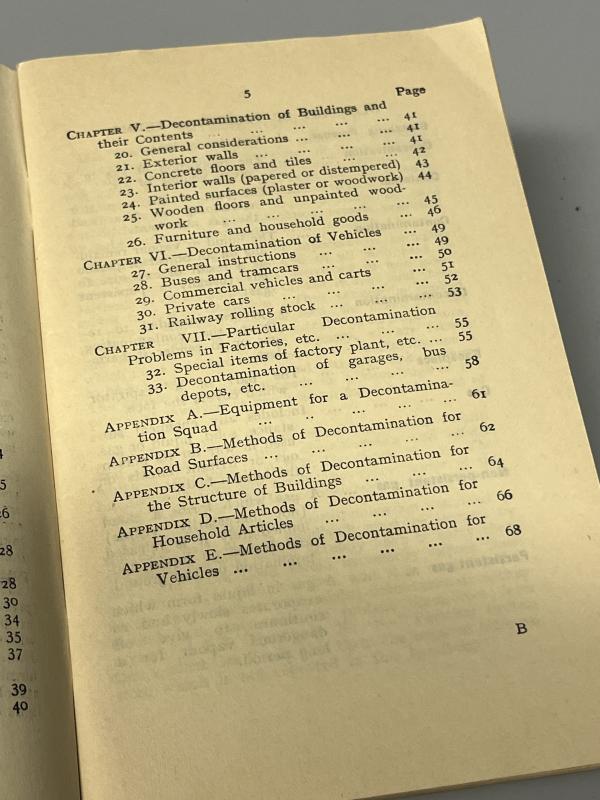 5
Page
CHAPTER V.—Decontamination of Buildings and
their Contents ... ... ... ... ... 41
20. General considerations ... ... ... 41
21. Exterior walls ... ... ... ... 41
22. Concrete floors and tiles ... ... ... 42
23. Interior walls (papered or distempered) 43
24. Painted surfaces (plaster or woodwork) 44
25. Wooden floors and unpainted wood-
work ... ... ... ... ... 45
26. Furniture and household goods ... 46
CHAPTER VI.—Decontamination of Vehicles ... 49
27. General instructions ... ... ... 49
28. Buses and tramcars ... ... ... 50
29. Commercial vehicles and carts ... 51
30. Private cars ... ... ... ... 52
31. Railway rolling stock ... ... ... 53
CHAPTER VII.—Particular Decontamination
Problems in Factories, etc. ... ... ... 55
32. Special items of factory plant, etc. ... 55
33. Decontamination of garages, bus
depots, etc. ... ... ... ... 58
APPENDIX A.—Equipment for a Decontamina-
tion Squad ... .. ... ... ... 61
APPENDIX B.—Methods of Decontamination for
Road Surfaces ... ... ... ... ... 62
APPENDIX C.—Methods of Decontamination for
the Structure of Buildings ... ... ... 64
APPENDIX D.—Methods of Decontamination for
Household Articles ... ... ... ... 66
APPENDIX E.—Methods of Decontamination for
Vehicles ... ... ... ... ... ... 68
B
28
28
30
34
35
37
39
40